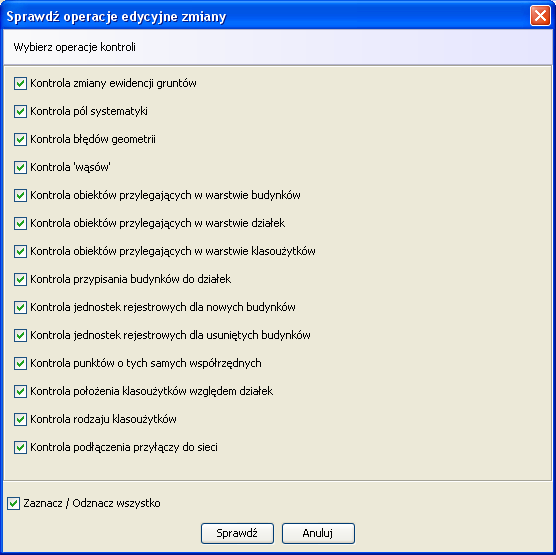 Sprawdź operacje edycyjne zmiany
Wybierz operacje kontroli
Kontrola zmiany ewidencji gruntów
Kontrola pól systematyki
Kontrola błędów geometrii
Kontrola 'wąsów'
Kontrola obiektów przylegających w warstwie budynków
Kontrola obiektów przylegających w warstwie działek
Kontrola obiektów przylegających w warstwie klasoużytków
Kontrola przypisania budynków do działek
Kontrola jednostek rejestrowych dla nowych budynków
Kontrola jednostek rejestrowych dla usuniętych budynków
Kontrola punktów o tych samych współrzędnych
Kontrola położenia klasoużytków względem działek
Kontrola rodzaju klasoużytków
Kontrola podłączenia przyłączy do sieci
Zaznacz / Odznacz wszystko
Sprawdź Anuluj